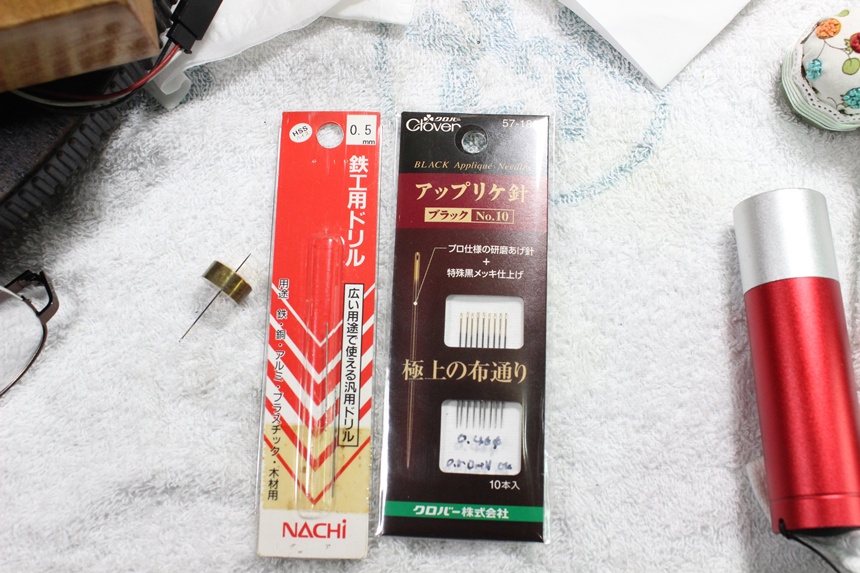 HSS
0.5
mm
鉄工用ドリル
広い用途で使える汎用ドリル
用途 鉄・鋼・アルミ・プラスチック・木材用
NACHi
クロバー
Clover
BLACK Applique Needles
アップリケ針
ブラック No.10
プロ仕様の研磨あげ針
+
特殊黒メッキ仕上げ
極上の布通り
10本入
クロバー株式会社